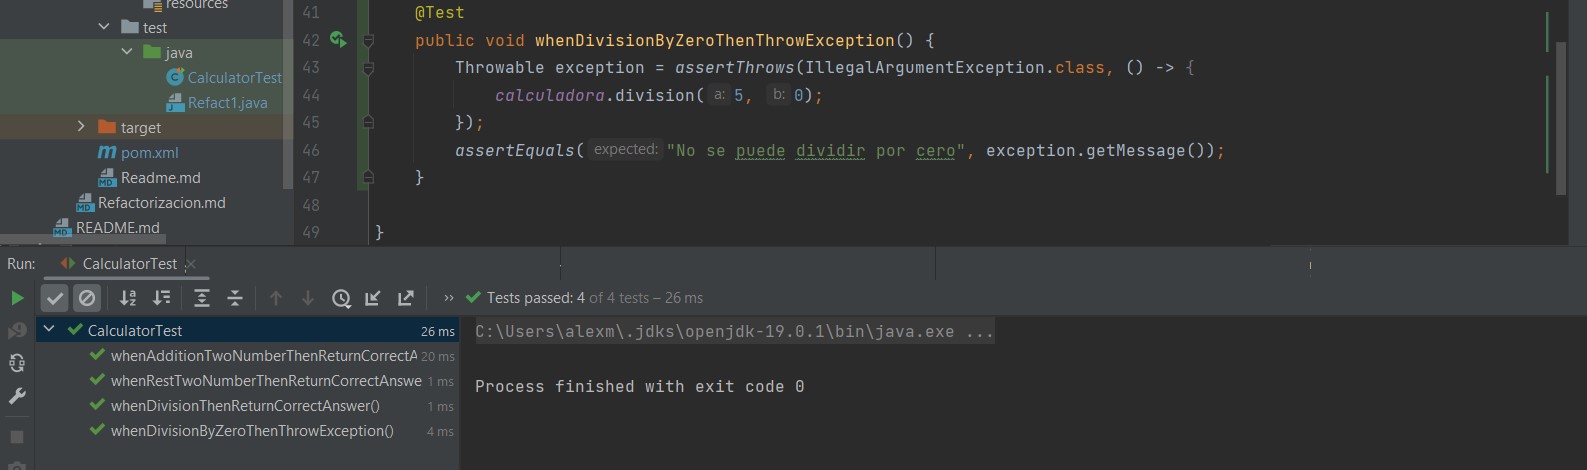 resources
test
java
CalculatorTest
Refact1.java
target
pom.xml
Readme.md
Refactorizacion.md
README.md
41 @Test
42 public void whenDivisionByZeroThenThrowException() {
43 Throwable exception = assertThrows(IllegalArgumentException.class, () -> {
44 calculadora.division( a: 5, b: 0);
45 });
46 assertEquals( expected: "No se puede dividir por cero", exception.getMessage());
47 }
48
49 }
Run: CalculatorTest ×
Tests passed: 4 of 4 tests – 26 ms
CalculatorTest 26 ms
whenAdditionTwoNumberThenReturnCorrectA 20 ms
whenRestTwoNumberThenReturnCorrectAnswe 1 ms
whenDivisionThenReturnCorrectAnswer() 1 ms
whenDivisionByZeroThenThrowException() 4 ms
C:\Users\alexm\.jdks\openjdk-19.0.1\bin\java.exe ...
Process finished with exit code 0